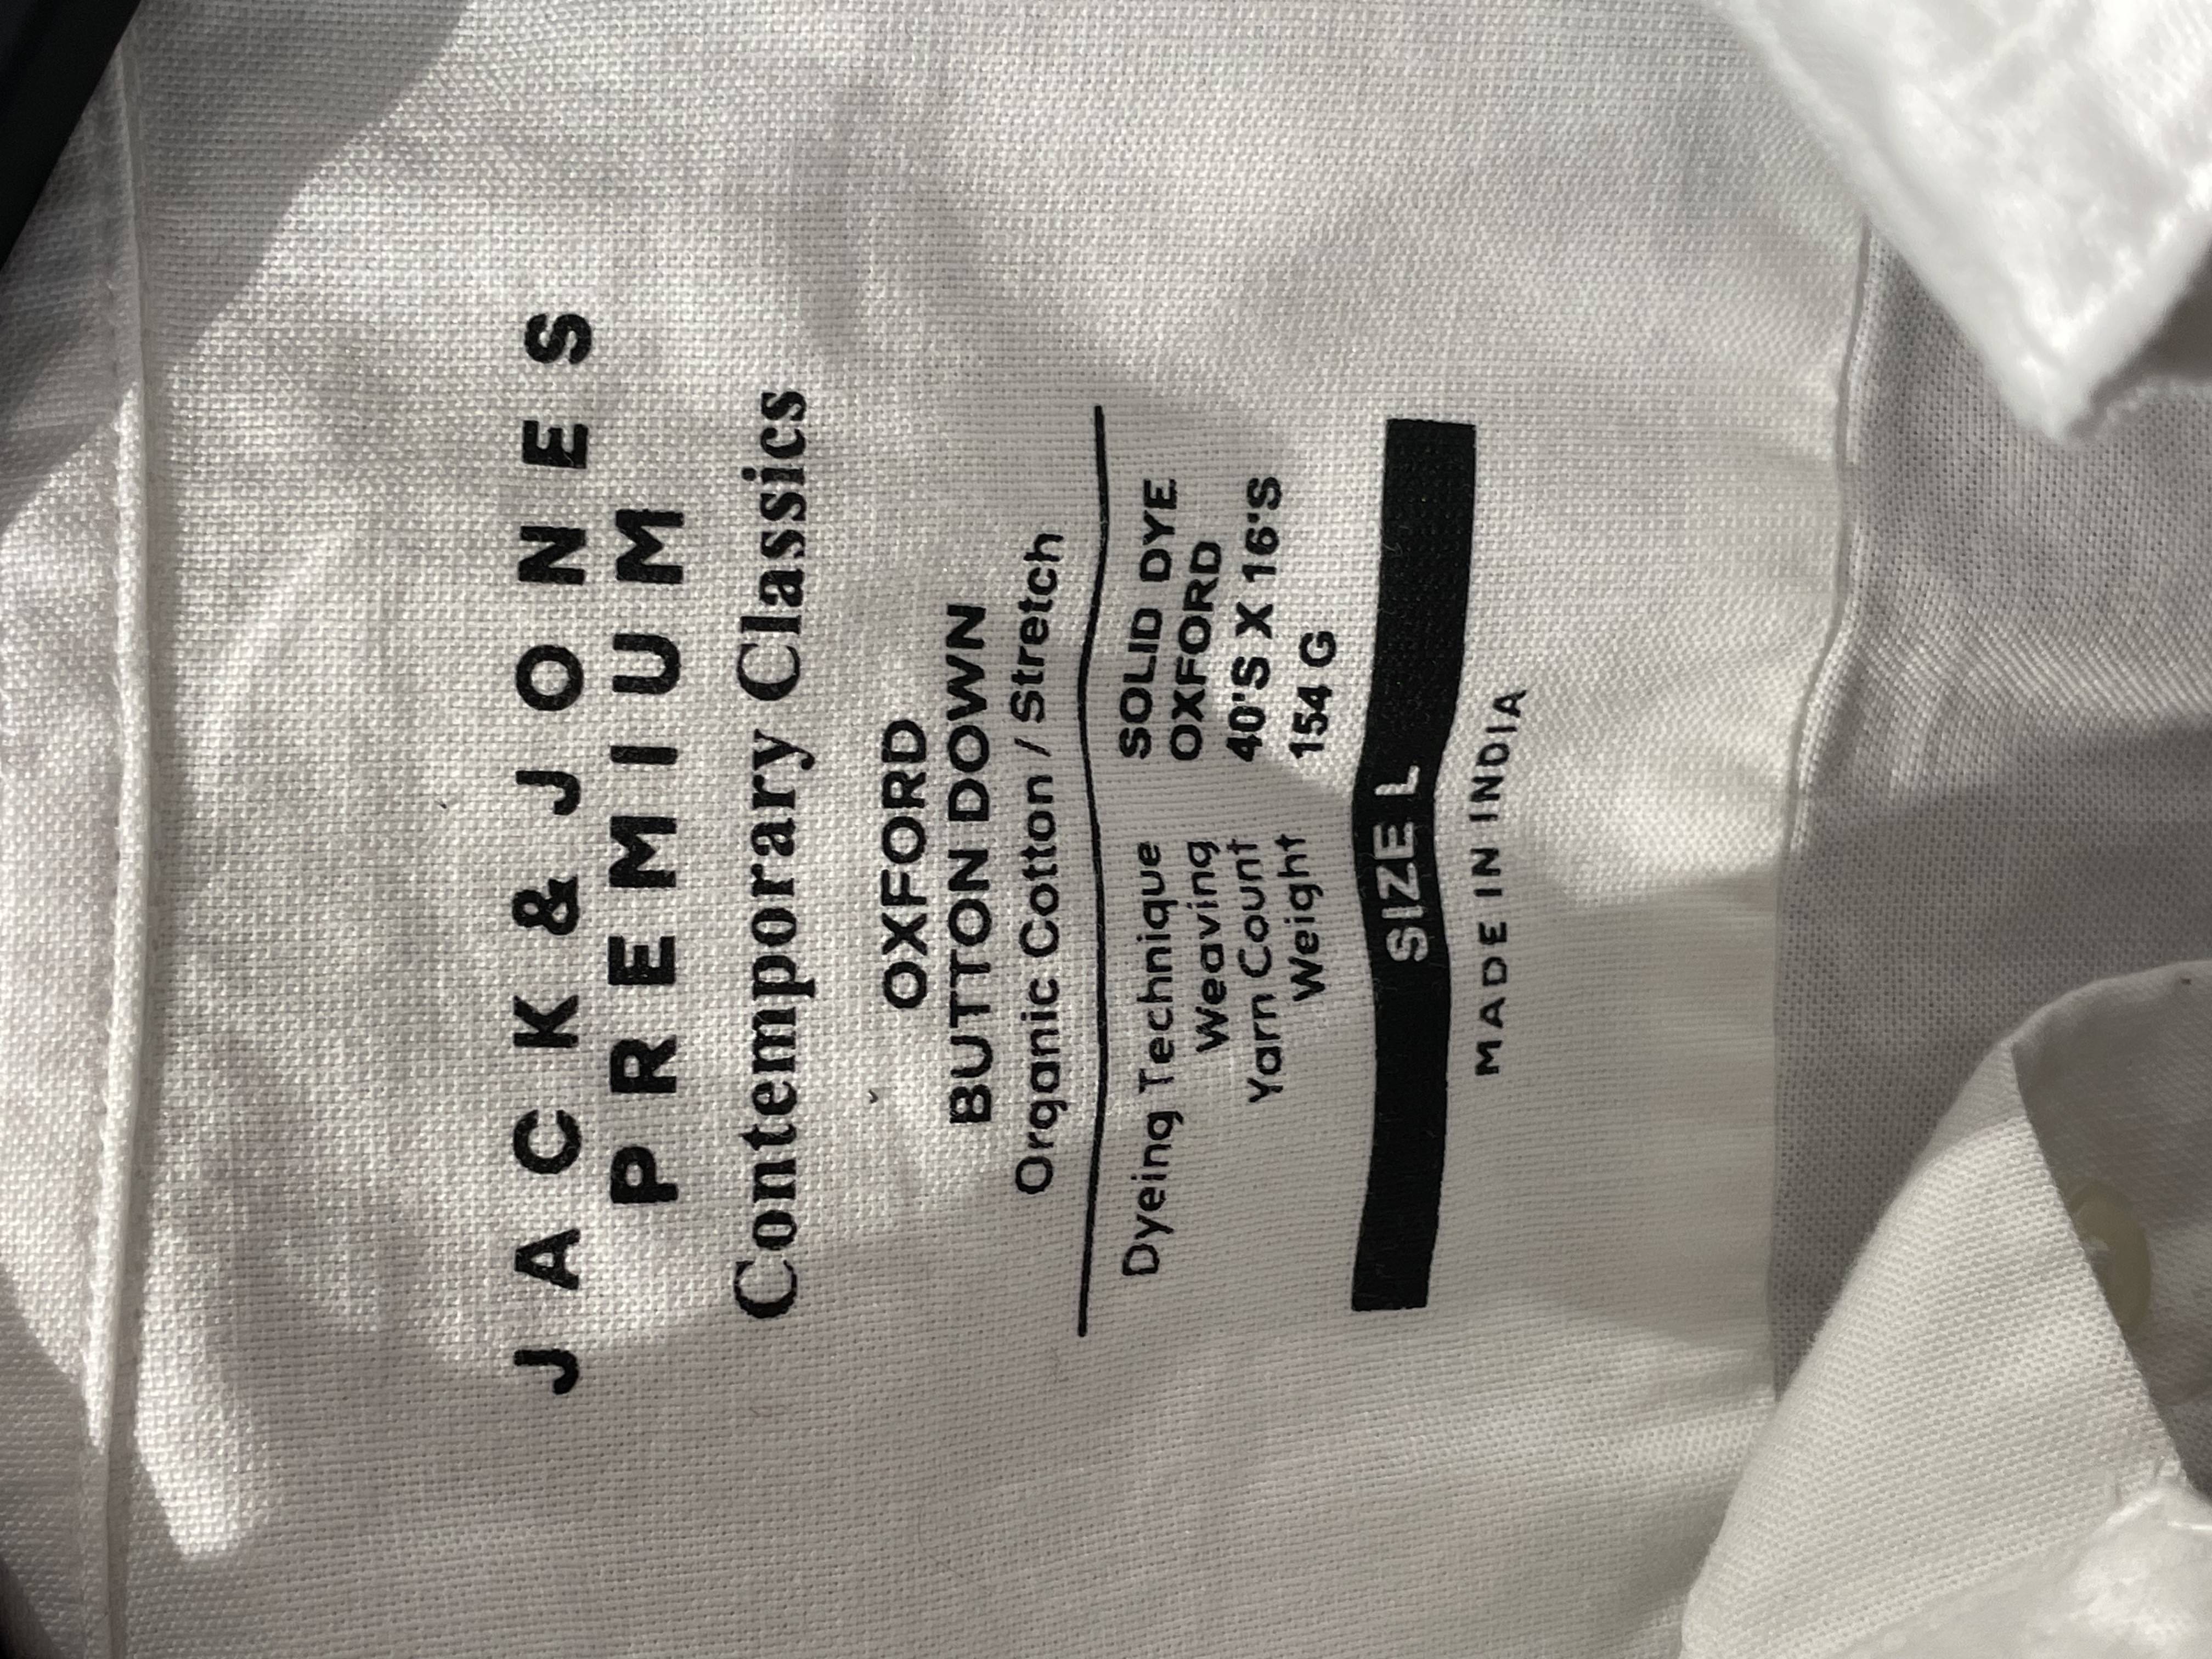 JACK & JONES
PREMIUM
Contemporary Classics
OXFORD
BUTTON DOWN
Organic Cotton / Stretch
Dyeing Technique SOLID DYE
Weaving OXFORD
Yarn Count 40'S X 16'S
Weight 154 G
SIZE L
MADE IN INDIA